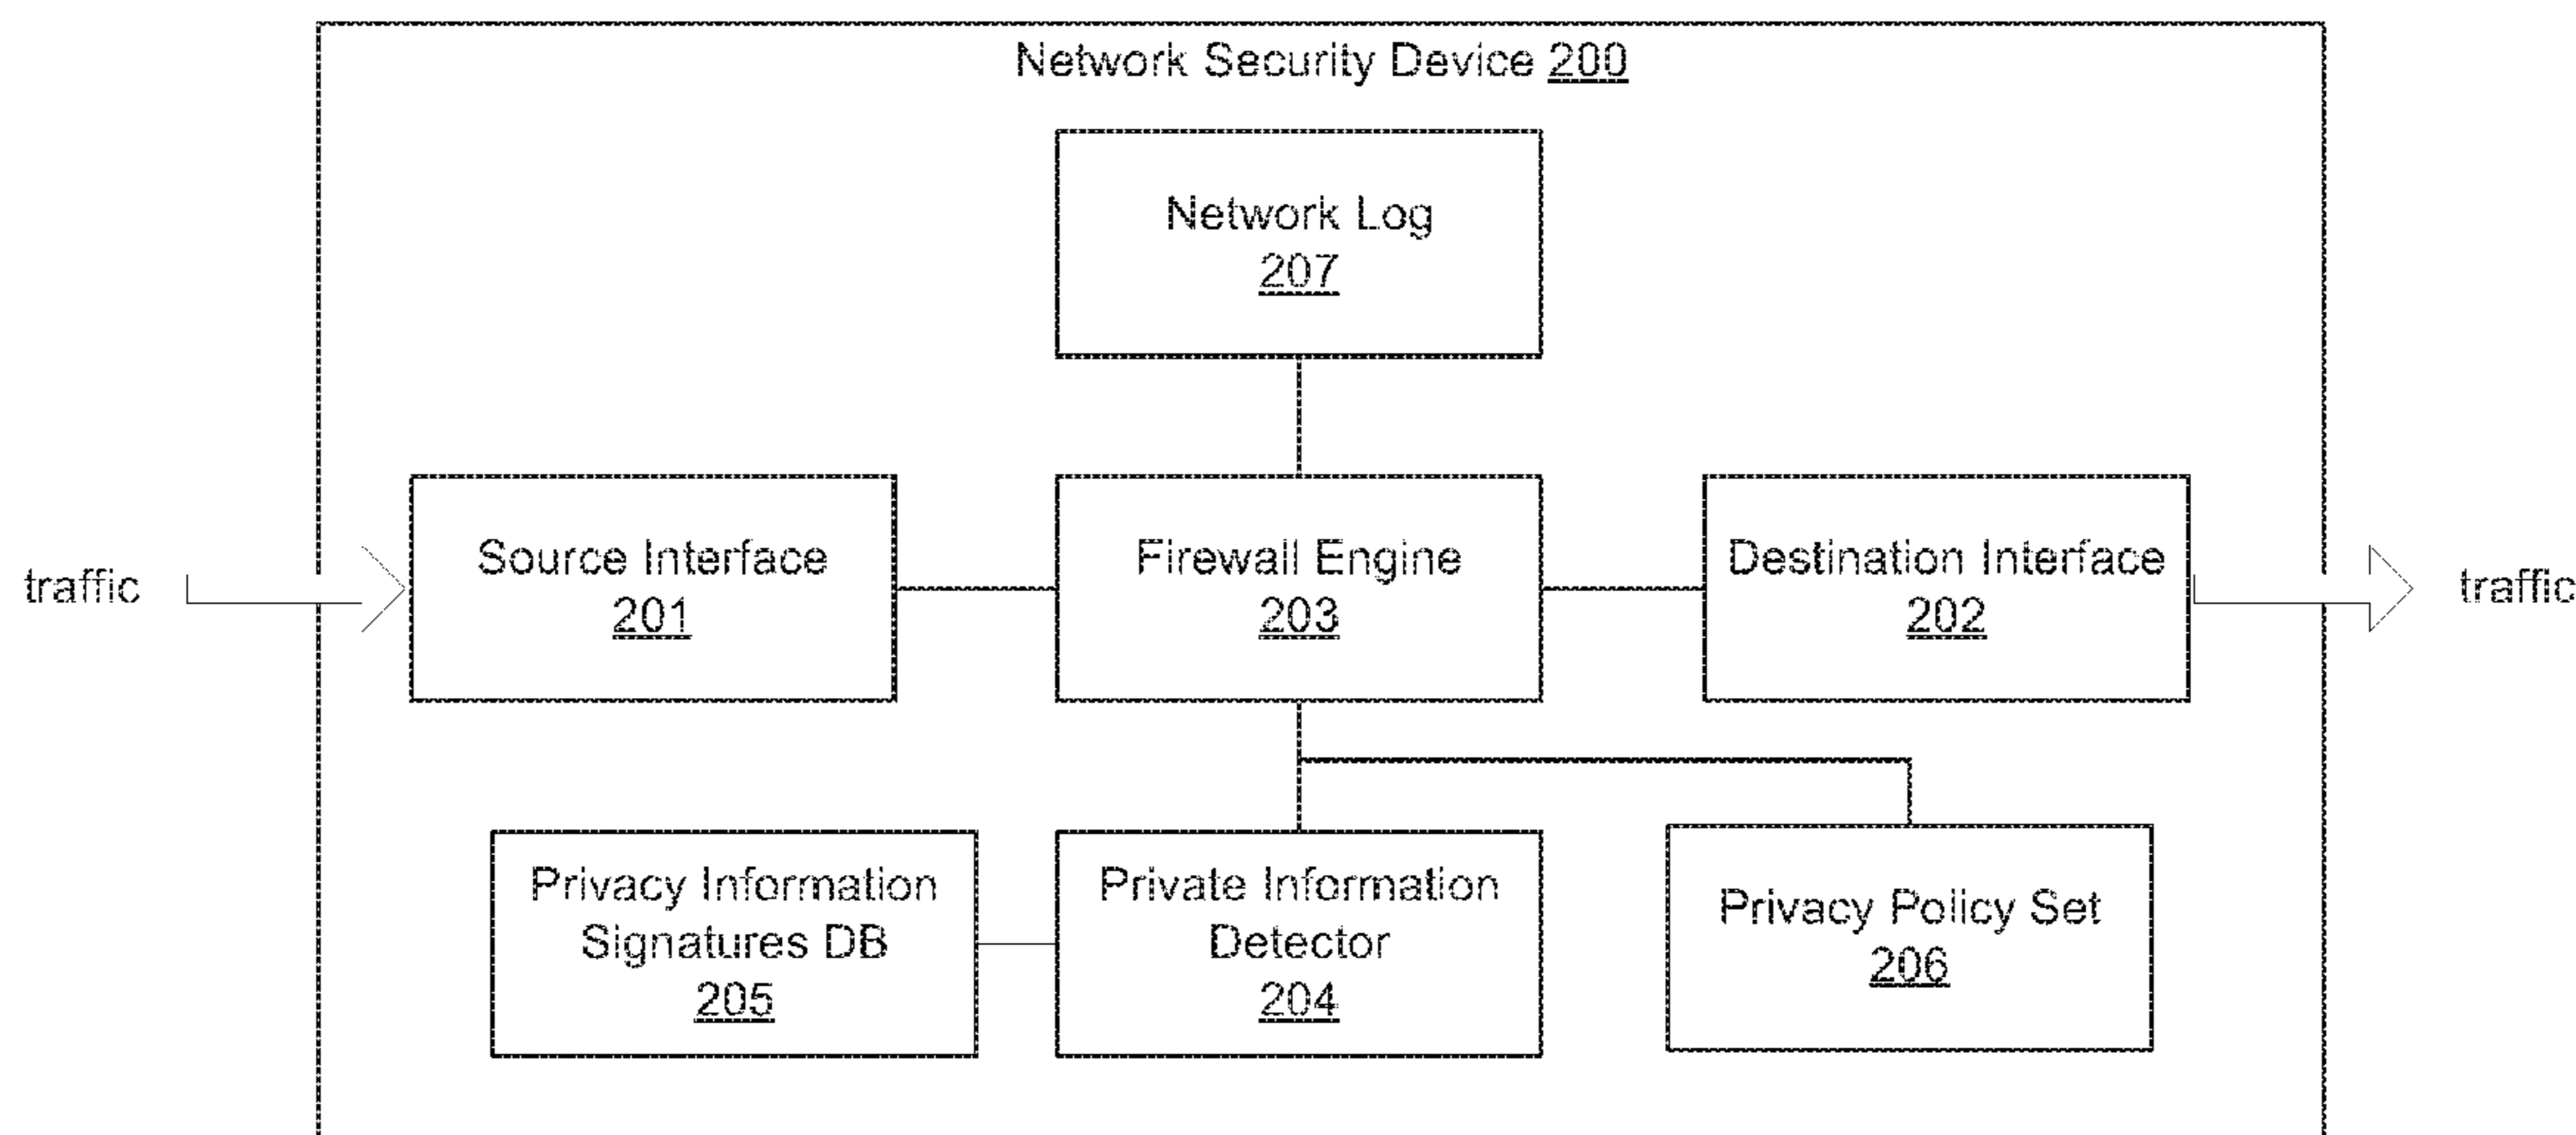 Network Security Device 200
Network Log
207
traffic
Source Interface
201
Firewall Engine
203
Destination Interface
202
traffic
Privacy Information
Signatures DB
205
Private Information
Detector
204
Privacy Policy Set
206